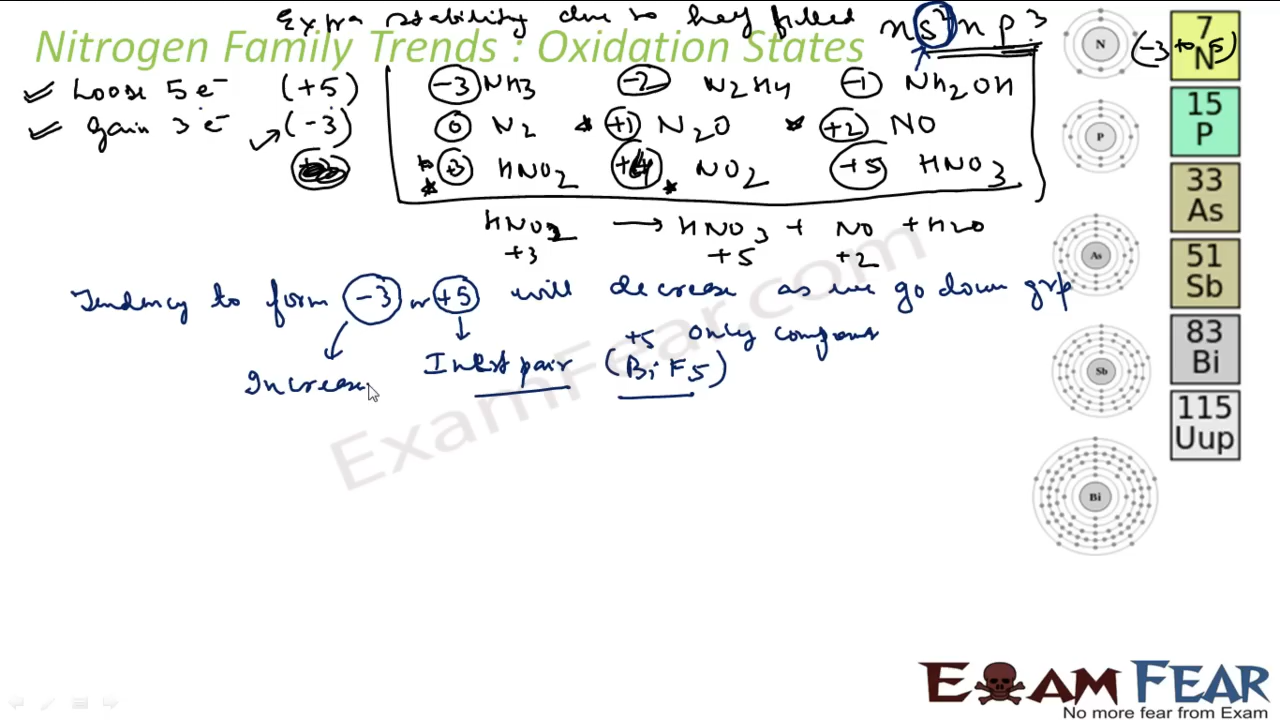 Extra stability due to half filled ns²np³
Nitrogen Family Trends : Oxidation States
Loose 5e⁻ (+5)
Gain 3e⁻ (-3)
-3 NH3 -2 N2H4 -1 NH2OH
0 N2 +1 N2O +2 NO
+3 HNO2 +4 NO2 +5 HNO3
HNO2 → HNO3 + NO + H2O
+3 +5 +2
Tendency to form -3 or +5 will decrease as we go down grp
+5 only
Increase Inert pair (BiF5)
(-3 to 5)
7
N
15
P
33
As
51
Sb
83
Bi
115
Uup
N
P
As
Sb
Bi
ExamFear.com
EXAM FEAR
No more fear from Exam